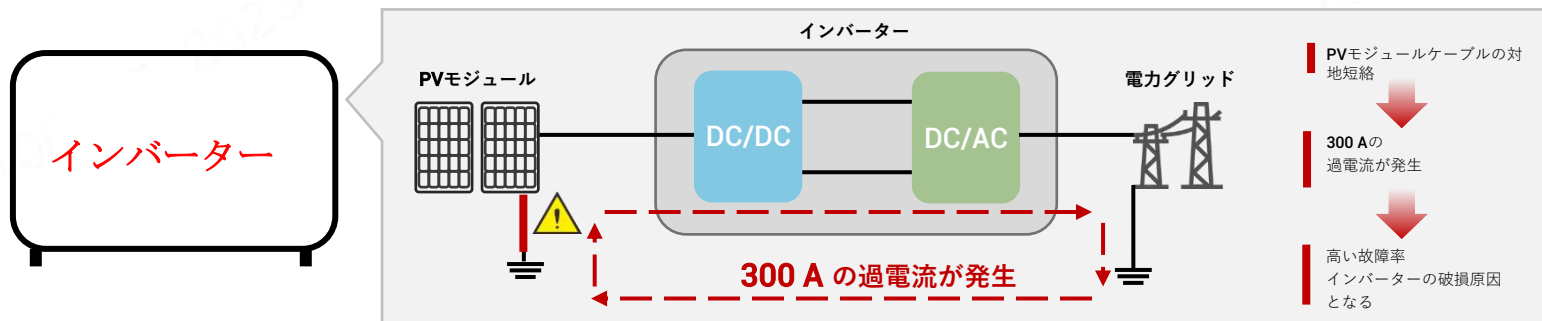 インバーター
インバーター
PVモジュール
DC/DC
DC/AC
電力グリッド
300 A の過電流が発生
PVモジュールケーブルの対
地短絡
300 Aの
過電流が発生
高い故障率
インバーターの破損原因
となる